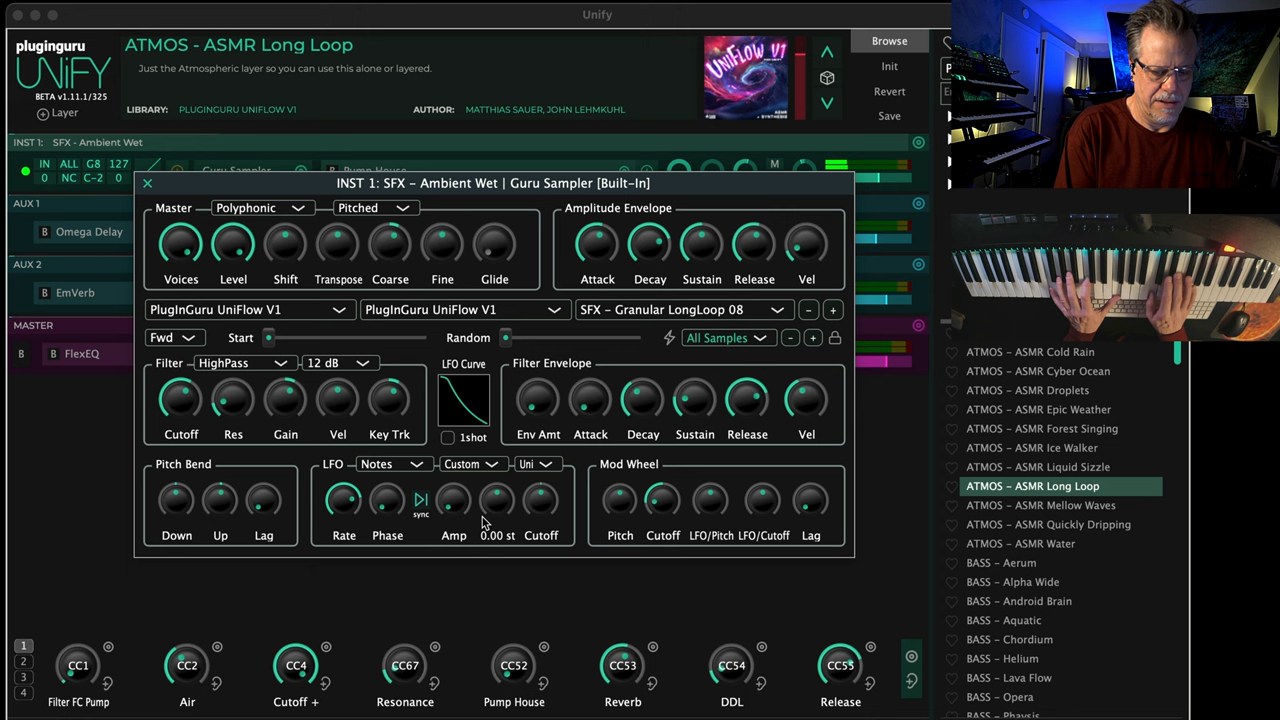 Unify
pluginguru
UNiFY
BETA v1.11.1/325
Layer
ATMOS - ASMR Long Loop
Just the Atmospheric layer so you can use this alone or layered.
LIBRARY: PLUGINGURU UNIFLOW V1
AUTHOR: MATTHIAS SAUER, JOHN LEHMKUHL
UNIFLOW V1
Browse
Init
Revert
Save
INST 1: SFX - Ambient Wet
IN ALL G8 127
0 NC C-2 0
Guru Sampler
B Pump House
M
AUX 1
B Omega Delay
AUX 2
B EmVerb
MASTER
B B FlexEQ
INST 1: SFX - Ambient Wet | Guru Sampler [Built-In]
Master Polyphonic Pitched
Voices Level Shift Transpose Coarse Fine Glide
Amplitude Envelope
Attack Decay Sustain Release Vel
PlugInGuru UniFlow V1 PlugInGuru UniFlow V1 SFX - Granular LongLoop 08 - +
Fwd Start Random All Samples - +
Filter HighPass 12 dB
Cutoff Res Gain Vel Key Trk
LFO Curve
1shot
Filter Envelope
Env Amt Attack Decay Sustain Release Vel
Pitch Bend
Down Up Lag
LFO Notes Custom Uni
sync
Rate Phase Amp 0.00 st Cutoff
Mod Wheel
Pitch Cutoff LFO/Pitch LFO/Cutoff Lag
ATMOS - ASMR Cold Rain
ATMOS - ASMR Cyber Ocean
ATMOS - ASMR Droplets
ATMOS - ASMR Epic Weather
ATMOS - ASMR Forest Singing
ATMOS - ASMR Ice Walker
ATMOS - ASMR Liquid Sizzle
ATMOS - ASMR Long Loop
ATMOS - ASMR Mellow Waves
ATMOS - ASMR Quickly Dripping
ATMOS - ASMR Water
BASS - Aerum
BASS - Alpha Wide
BASS - Android Brain
BASS - Aquatic
BASS - Chordium
BASS - Helium
BASS - Lava Flow
BASS - Opera
BASS - Physis
1
2
3
4
CC1 CC2 CC4 CC67 CC52 CC53 CC54 CC55
Filter FC Pump Air Cutoff + Resonance Pump House Reverb DDL Release